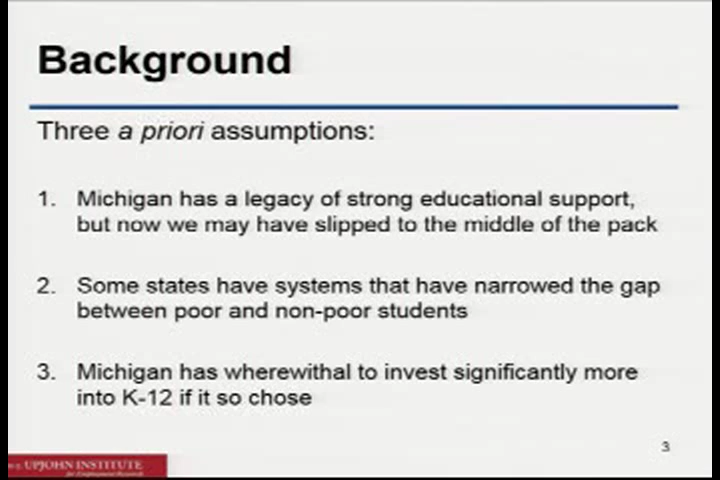 Background
Three a priori assumptions:
1. Michigan has a legacy of strong educational support,
but now we may have slipped to the middle of the pack
2. Some states have systems that have narrowed the gap
between poor and non-poor students
3. Michigan has wherewithal to invest significantly more
into K-12 if it so chose
3
UPJOHN INSTITUTE
for Employment Research